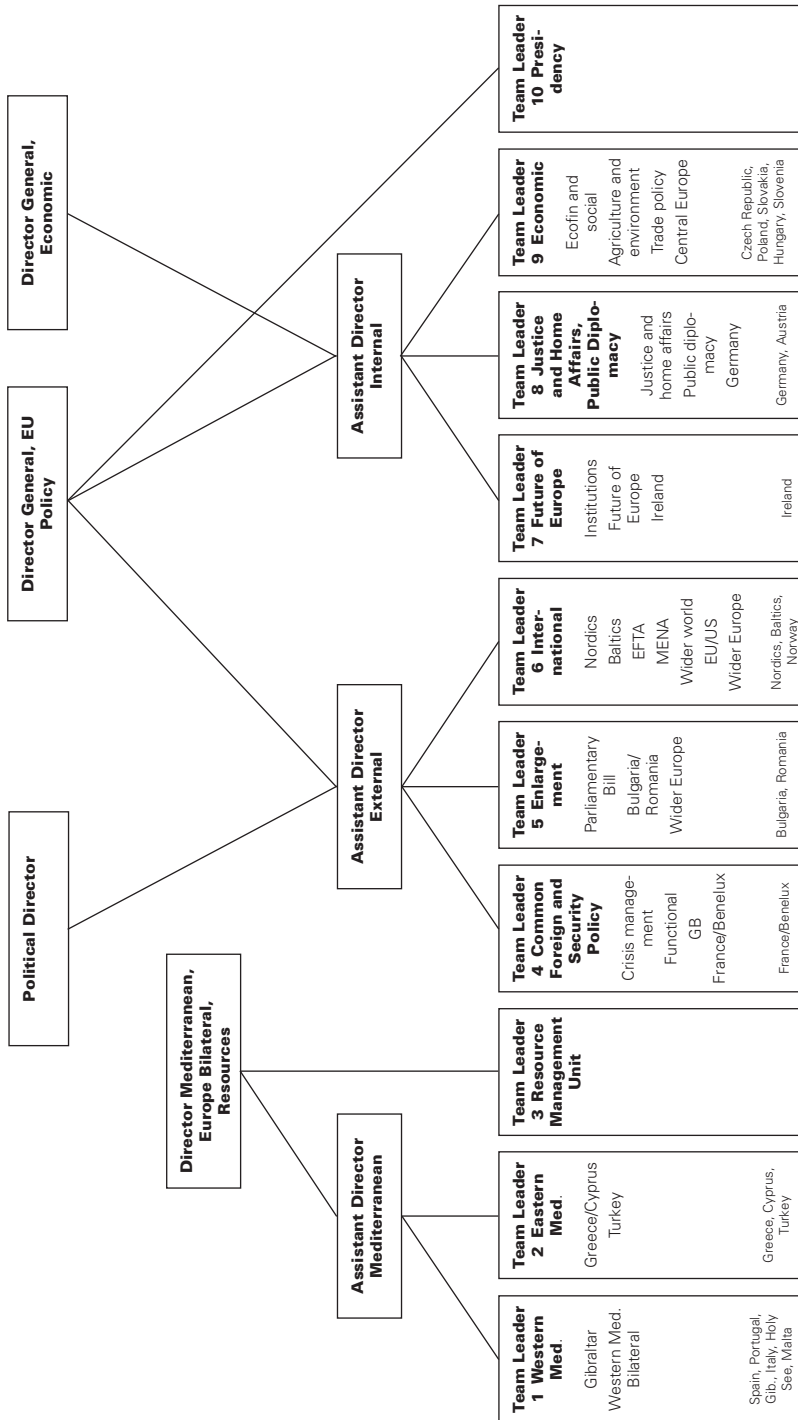 Political Director
Director General, EU
Policy
Director General,
Economic
Director Mediterranean,
Europe Bilateral,
Resources
Assistant Director
Mediterranean
Assistant Director
External
Assistant Director
Internal
Team Leader
1 Western
Med.
Gibraltar
Western Med.
Bilateral
Spain, Portugal,
Gib., Italy, Holy
See, Malta
Team Leader
2 Eastern
Med.
Greece/Cyprus
Turkey
Greece, Cyprus,
Turkey
Team Leader
3 Resource
Management
Unit
Team Leader
4 Common
Foreign and
Security
Policy
Crisis manage-
ment
Functional
GB
France/Benelux
France/Benelux
Team Leader
5 Enlarge-
ment
Parliamentary
Bill
Bulgaria/
Romania
Wider Europe
Bulgaria, Romania
Team Leader
6 Inter-
national
Nordics
Baltics
EFTA
MENA
Wider world
EU/US
Wider Europe
Nordics, Baltics,
Norway
Team Leader
7 Future of
Europe
Institutions
Future of
Europe
Ireland
Ireland
Team Leader
8 Justice
and Home
Affairs,
Public Diplo-
macy
Justice and
home affairs
Public diplo-
macy
Germany
Germany, Austria
Team Leader
9 Economic
Ecofin and
social
Agriculture and
environment
Trade policy
Central Europe
Czech Republic,
Poland, Slovakia,
Hungary, Slovenia
Team Leader
10 Presi-
dency